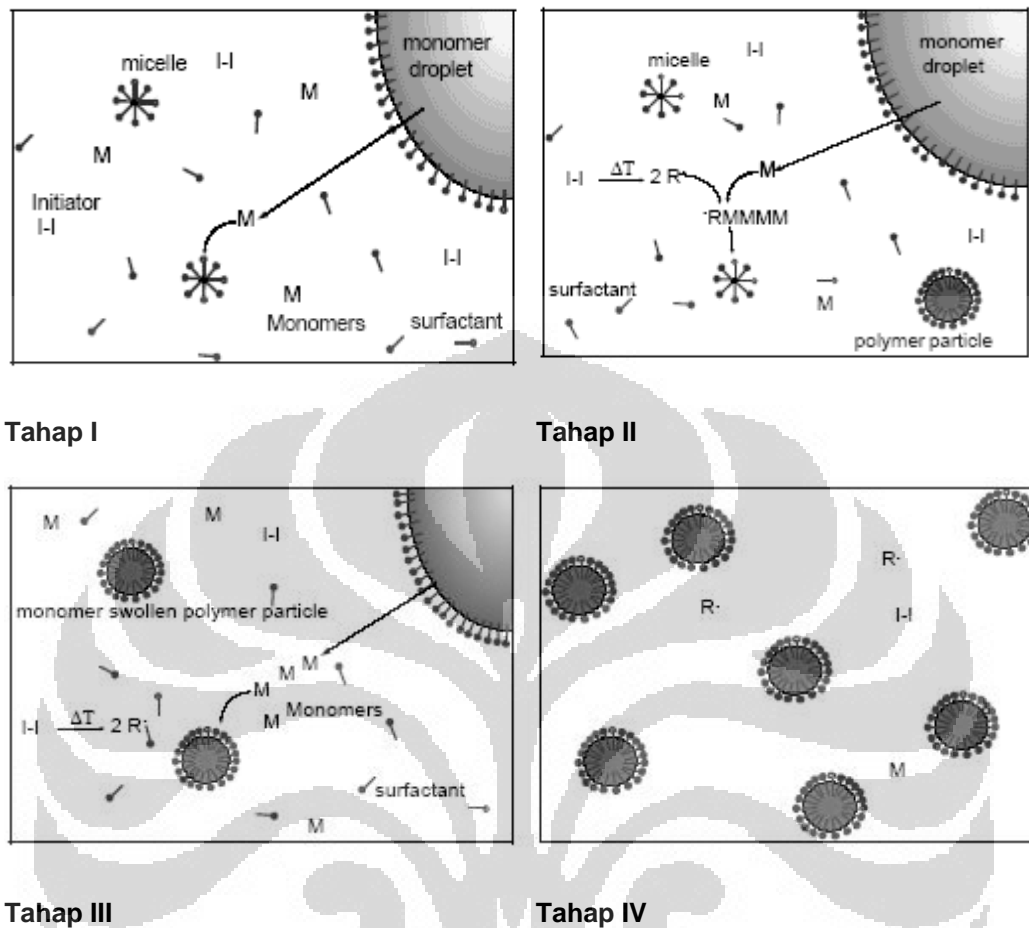 micelle
I-I
monomer
droplet
M
M
Initiator
I-I
M
I-I
M
Monomers
surfactant
Tahap I
micelle
I-I
monomer
droplet
M
I-I ΔT 2 R·
M
·RMMMM
I-I
surfactant
M
polymer particle
Tahap II
M
M
I-I
monomer swollen polymer particle
M
M
M
M
Monomers
I-I ΔT 2 R·
surfactant
M
Tahap III
R·
R·
I-I
M
Tahap IV